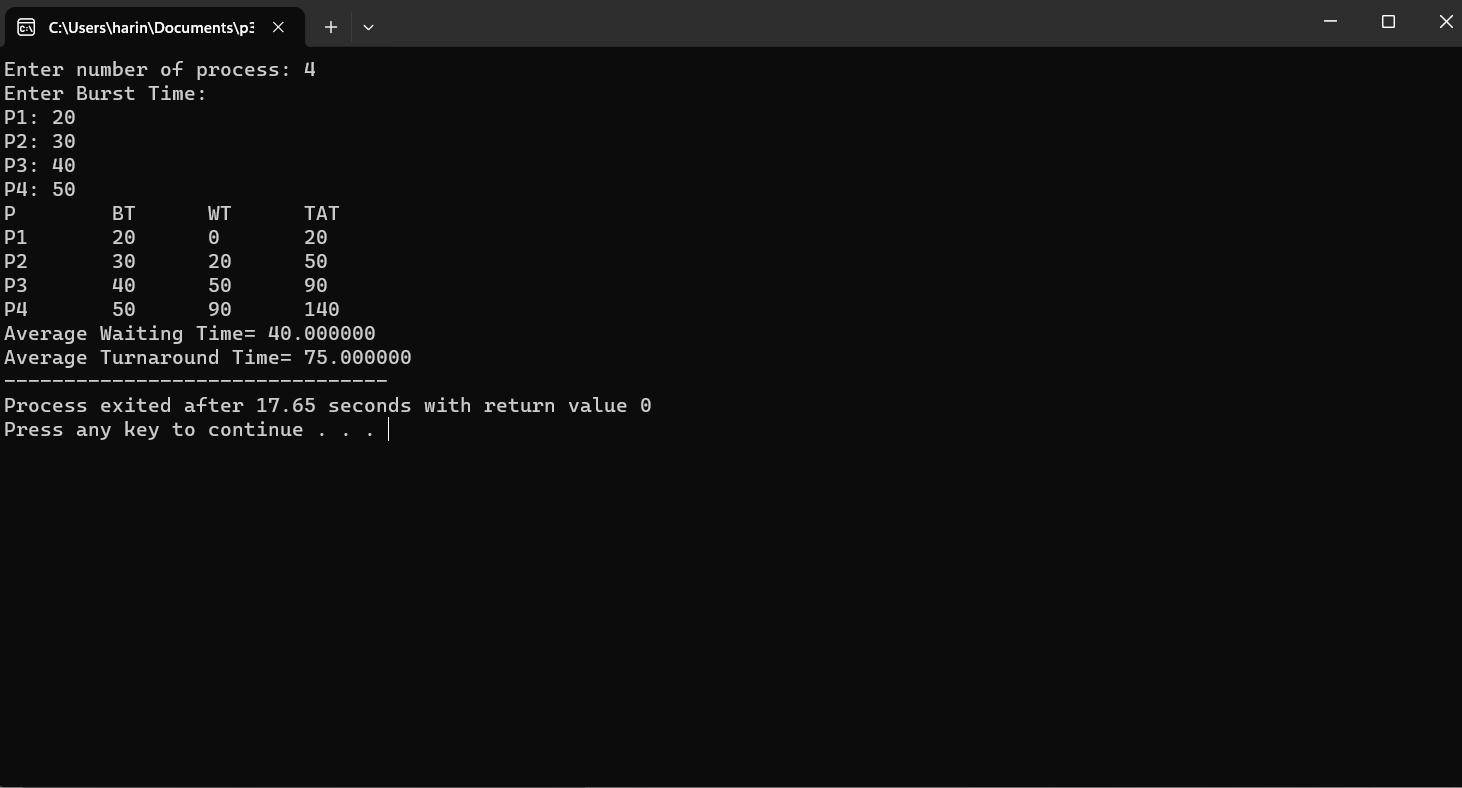 C:\Users\harin\Documents\p3
Enter number of process: 4
Enter Burst Time:
P1: 20
P2: 30
P3: 40
P4: 50
P BT WT TAT
P1 20 0 20
P2 30 20 50
P3 40 50 90
P4 50 90 140
Average Waiting Time= 40.000000
Average Turnaround Time= 75.000000
--------------------------------
Process exited after 17.65 seconds with return value 0
Press any key to continue . . .